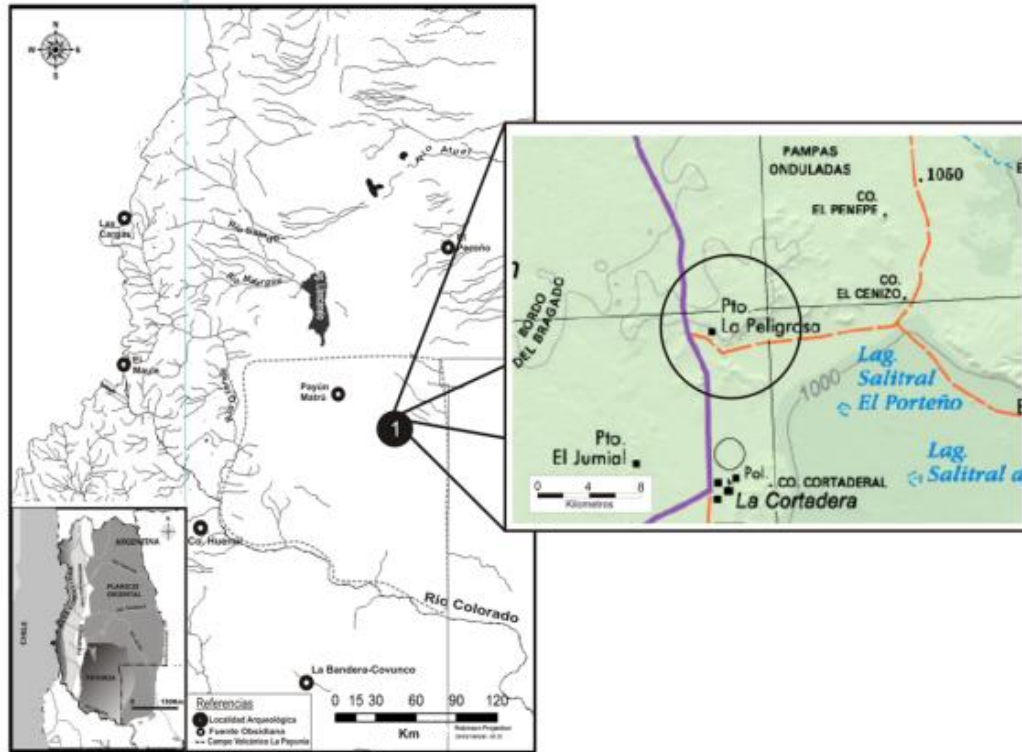 N
W
E
S
Río Atuel
Las
Cargas
El
Peceño
Río Salado
Río Malargüe
El
Maule
Payún
Matrú
1
Co. Huenul
Río Colorado
La Bandera-Covunco
0 15 30 60 90 120
Km
Referencias
Localidad Arqueológica
Fuente Obsidiana
Campo Volcánico La Payunia
ARGENTINA
PLANICIE
ORIENTAL
CHILE
PAMPAS
ONDULADAS
1050
CO.
EL PENEPE
CO.
EL CENIZO
BORDO
DEL BRAGADO
Pto.
La Peligrosa
1000
Lag.
Salitral
El Porteño
Lag.
Salitral
Pto.
El Jumial
Pol.
CO. CORTADERAL
La Cortadera
0 4 8
Kilometros